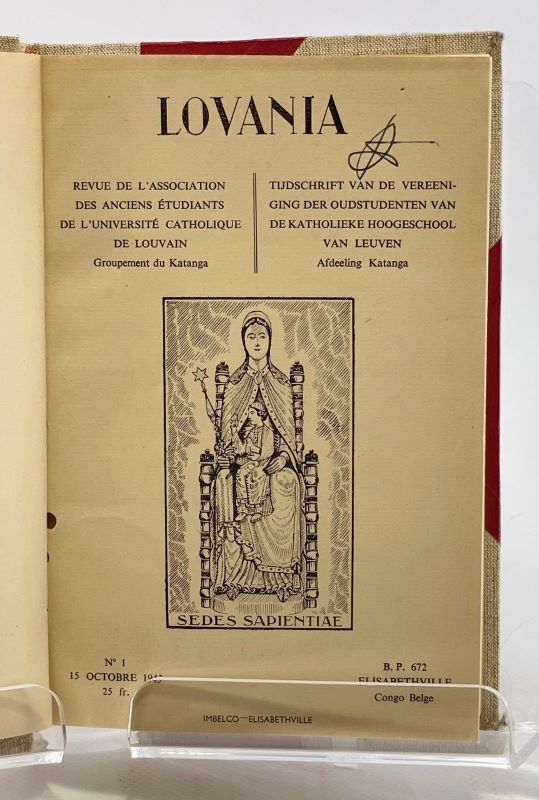 LOVANIA
REVUE DE L'ASSOCIATION
DES ANCIENS ÉTUDIANTS
DE L'UNIVERSITÉ CATHOLIQUE
DE LOUVAIN
Groupement du Katanga
TIJDSCHRIFT VAN DE VEREENI-
GING DER OUDSTUDENTEN VAN
DE KATHOLIEKE HOOGESCHOOL
VAN LEUVEN
Afdeeling Katanga
SEDES SAPIENTIAE
N° 1
15 OCTOBRE
25 fr.
B. P. 672
ELISABETHVILLE
Congo Belge
IMBELCO—ELISABETHVILLE